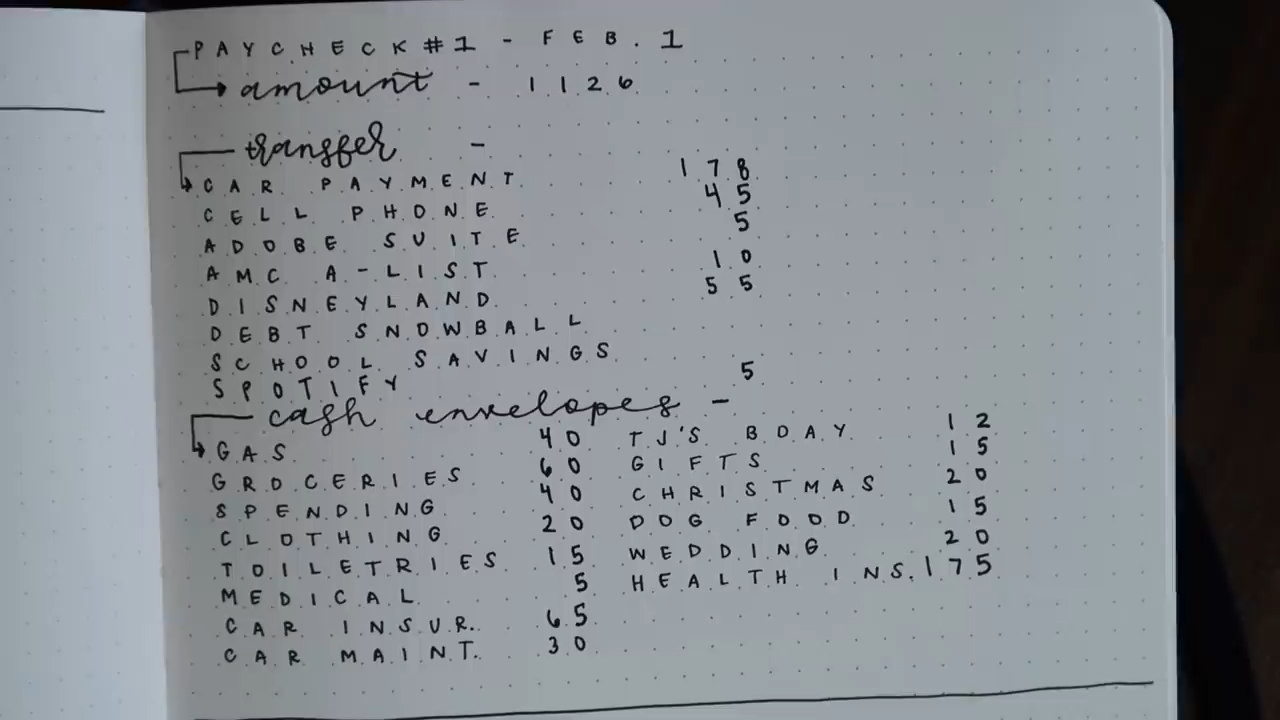 PAYCHECK #1 - FEB. 1
amount - 1126
transfer -
CAR PAYMENT 178
CELL PHONE 45
ADOBE SUITE 5
AMC A-LIST 10
DISNEYLAND 55
DEBT SNOWBALL
SCHOOL SAVINGS
SPOTIFY 5
cash envelopes -
GAS 40 TJ'S BDAY 12
GROCERIES 60 GIFTS 15
SPENDING 40 CHRISTMAS 20
CLOTHING 20 DOG FOOD 15
TOILETRIES 15 WEDDING 20
MEDICAL 5 HEALTH INS. 175
CAR INSUR. 65
CAR MAINT. 30